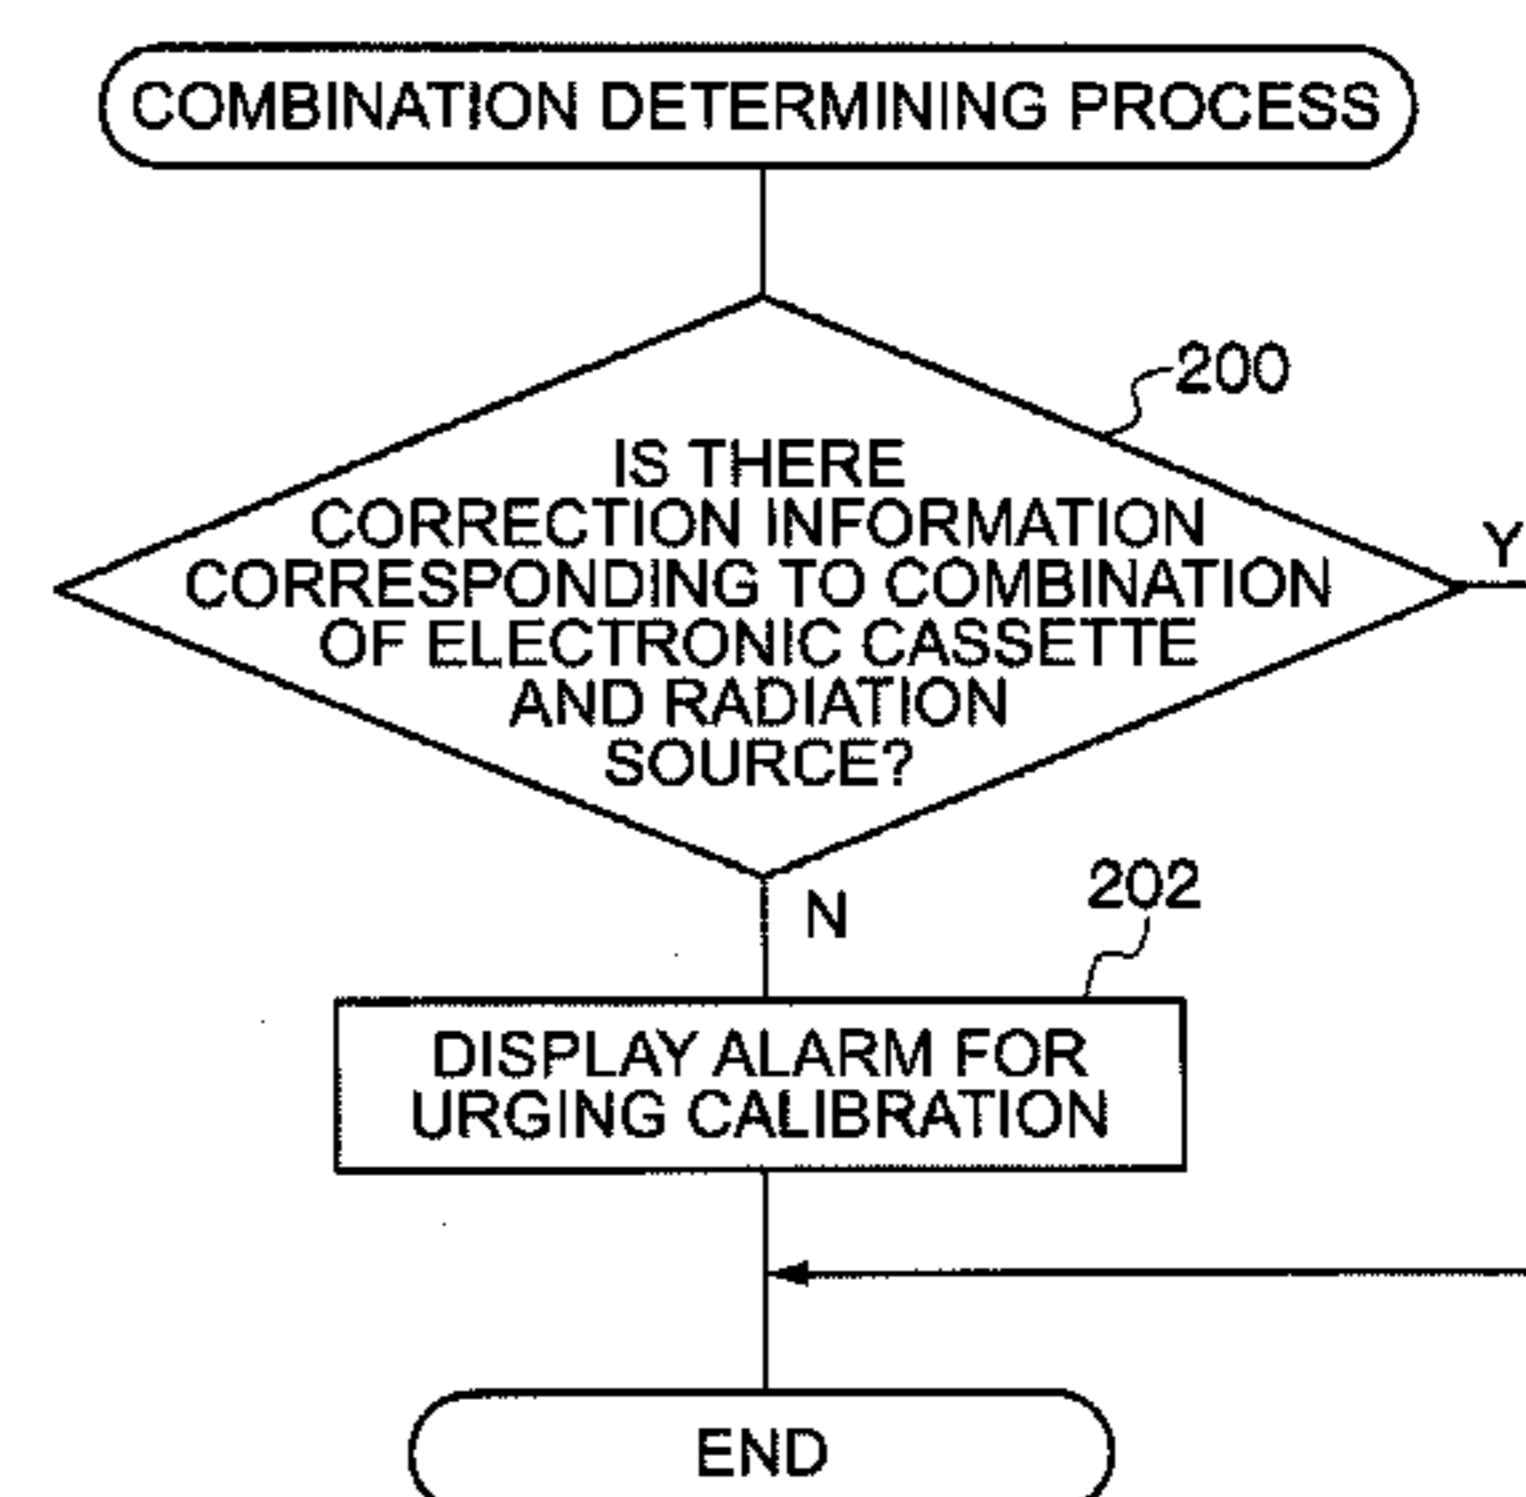 COMBINATION DETERMINING PROCESS
200
IS THERE
CORRECTION INFORMATION
CORRESPONDING TO COMBINATION
OF ELECTRONIC CASSETTE
AND RADIATION
SOURCE?
Y
N
202
DISPLAY ALARM FOR
URGING CALIBRATION
END